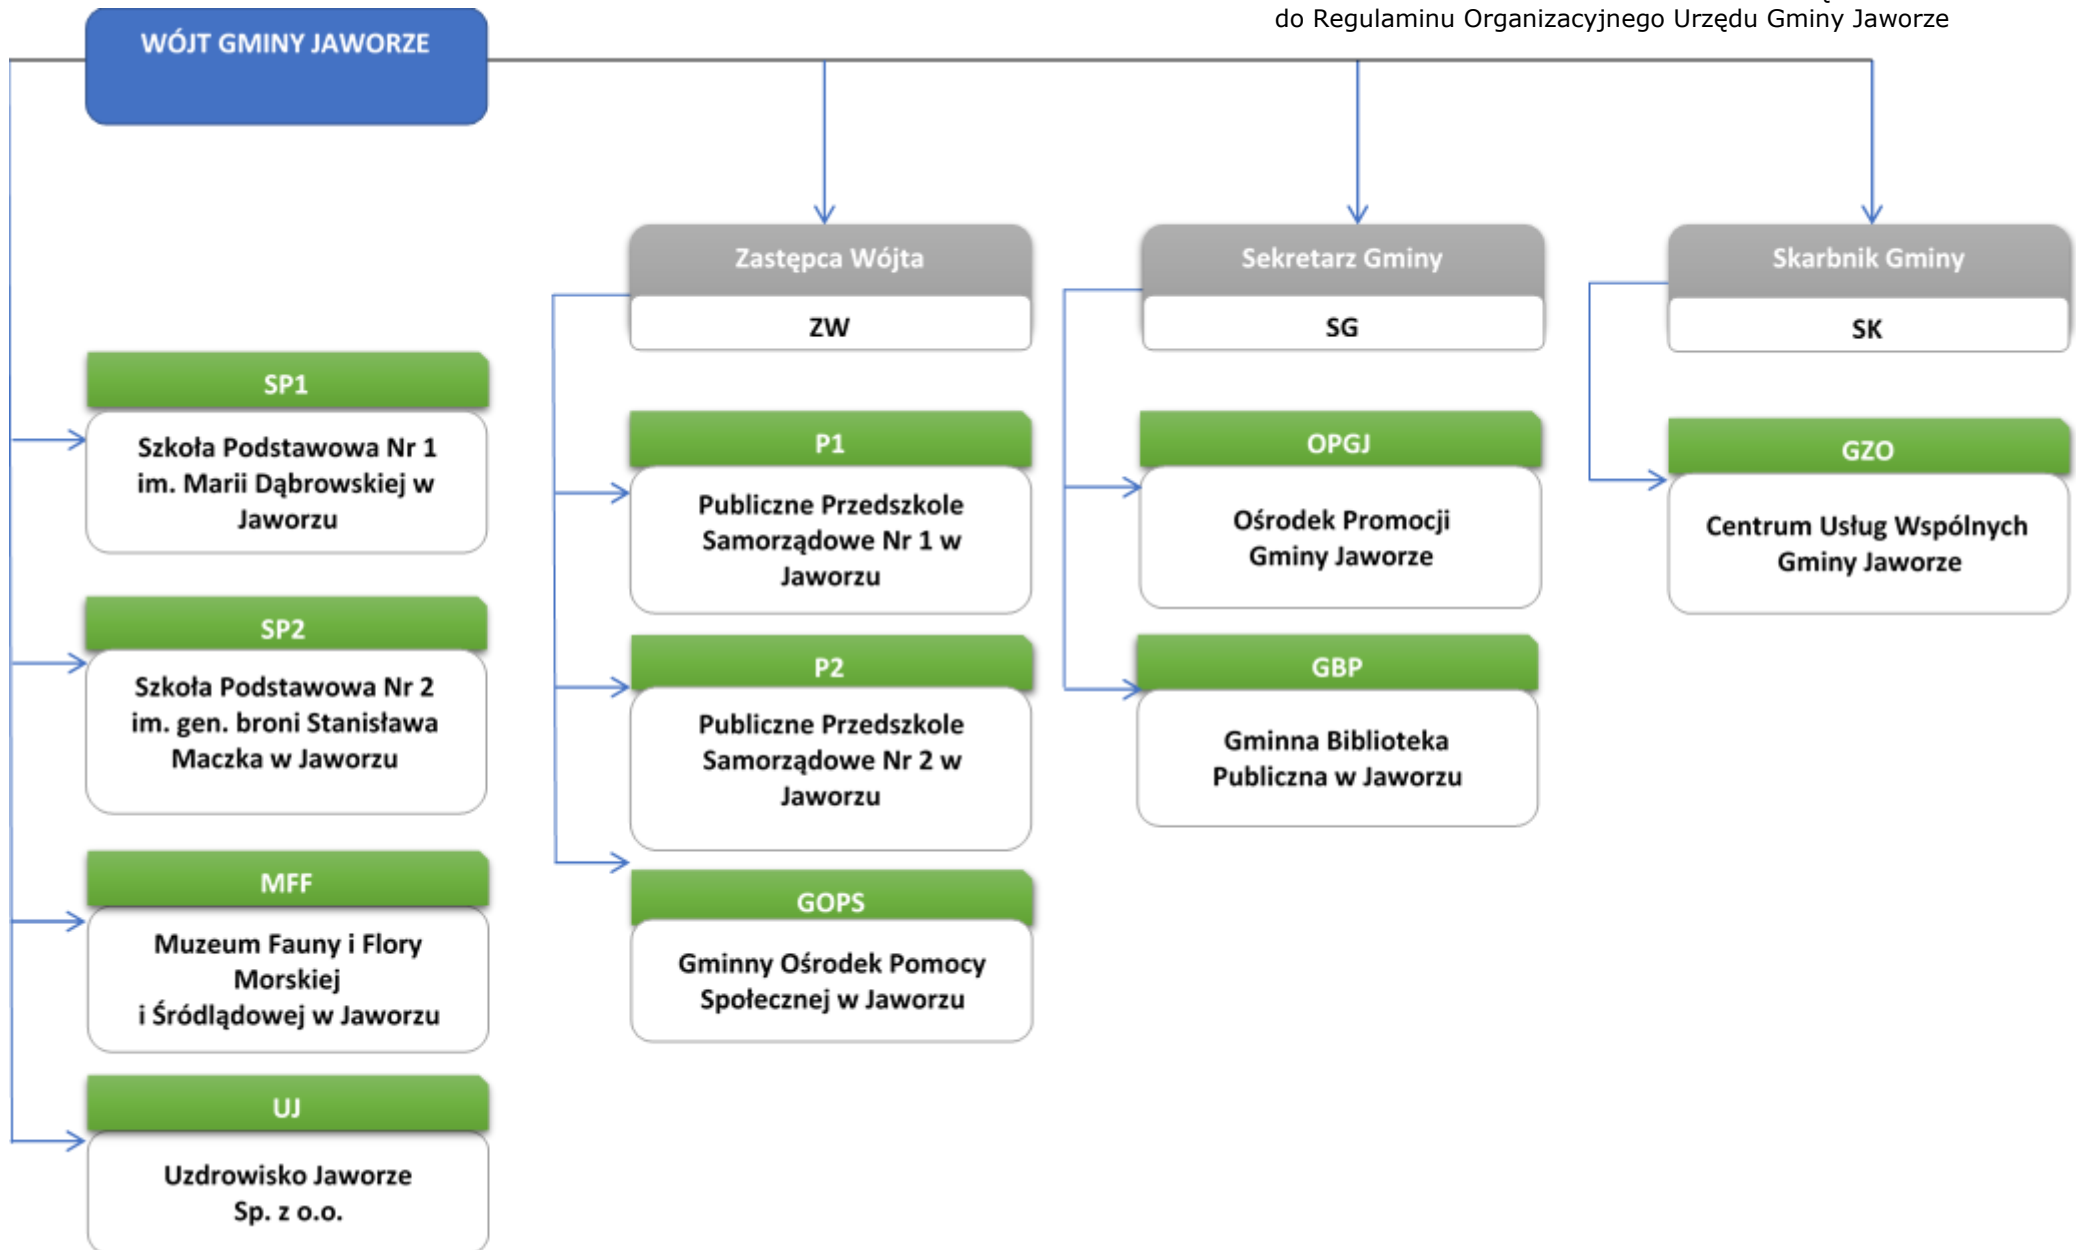 do Regulaminu Organizacyjnego Urzędu Gminy Jaworze
WÓJT GMINY JAWORZE
SP1
Szkoła Podstawowa Nr 1
im. Marii Dąbrowskiej w
Jaworzu
SP2
Szkoła Podstawowa Nr 2
im. gen. broni Stanisława
Maczka w Jaworzu
MFF
Muzeum Fauny i Flory
Morskiej
i Śródlądowej w Jaworzu
UJ
Uzdrowisko Jaworze
Sp. z o.o.
Zastępca Wójta
ZW
P1
Publiczne Przedszkole
Samorządowe Nr 1 w
Jaworzu
P2
Publiczne Przedszkole
Samorządowe Nr 2 w
Jaworzu
GOPS
Gminny Ośrodek Pomocy
Społecznej w Jaworzu
Sekretarz Gminy
SG
OPGJ
Ośrodek Promocji
Gminy Jaworze
GBP
Gminna Biblioteka
Publiczna w Jaworzu
Skarbnik Gminy
SK
GZO
Centrum Usług Wspólnych
Gminy Jaworze